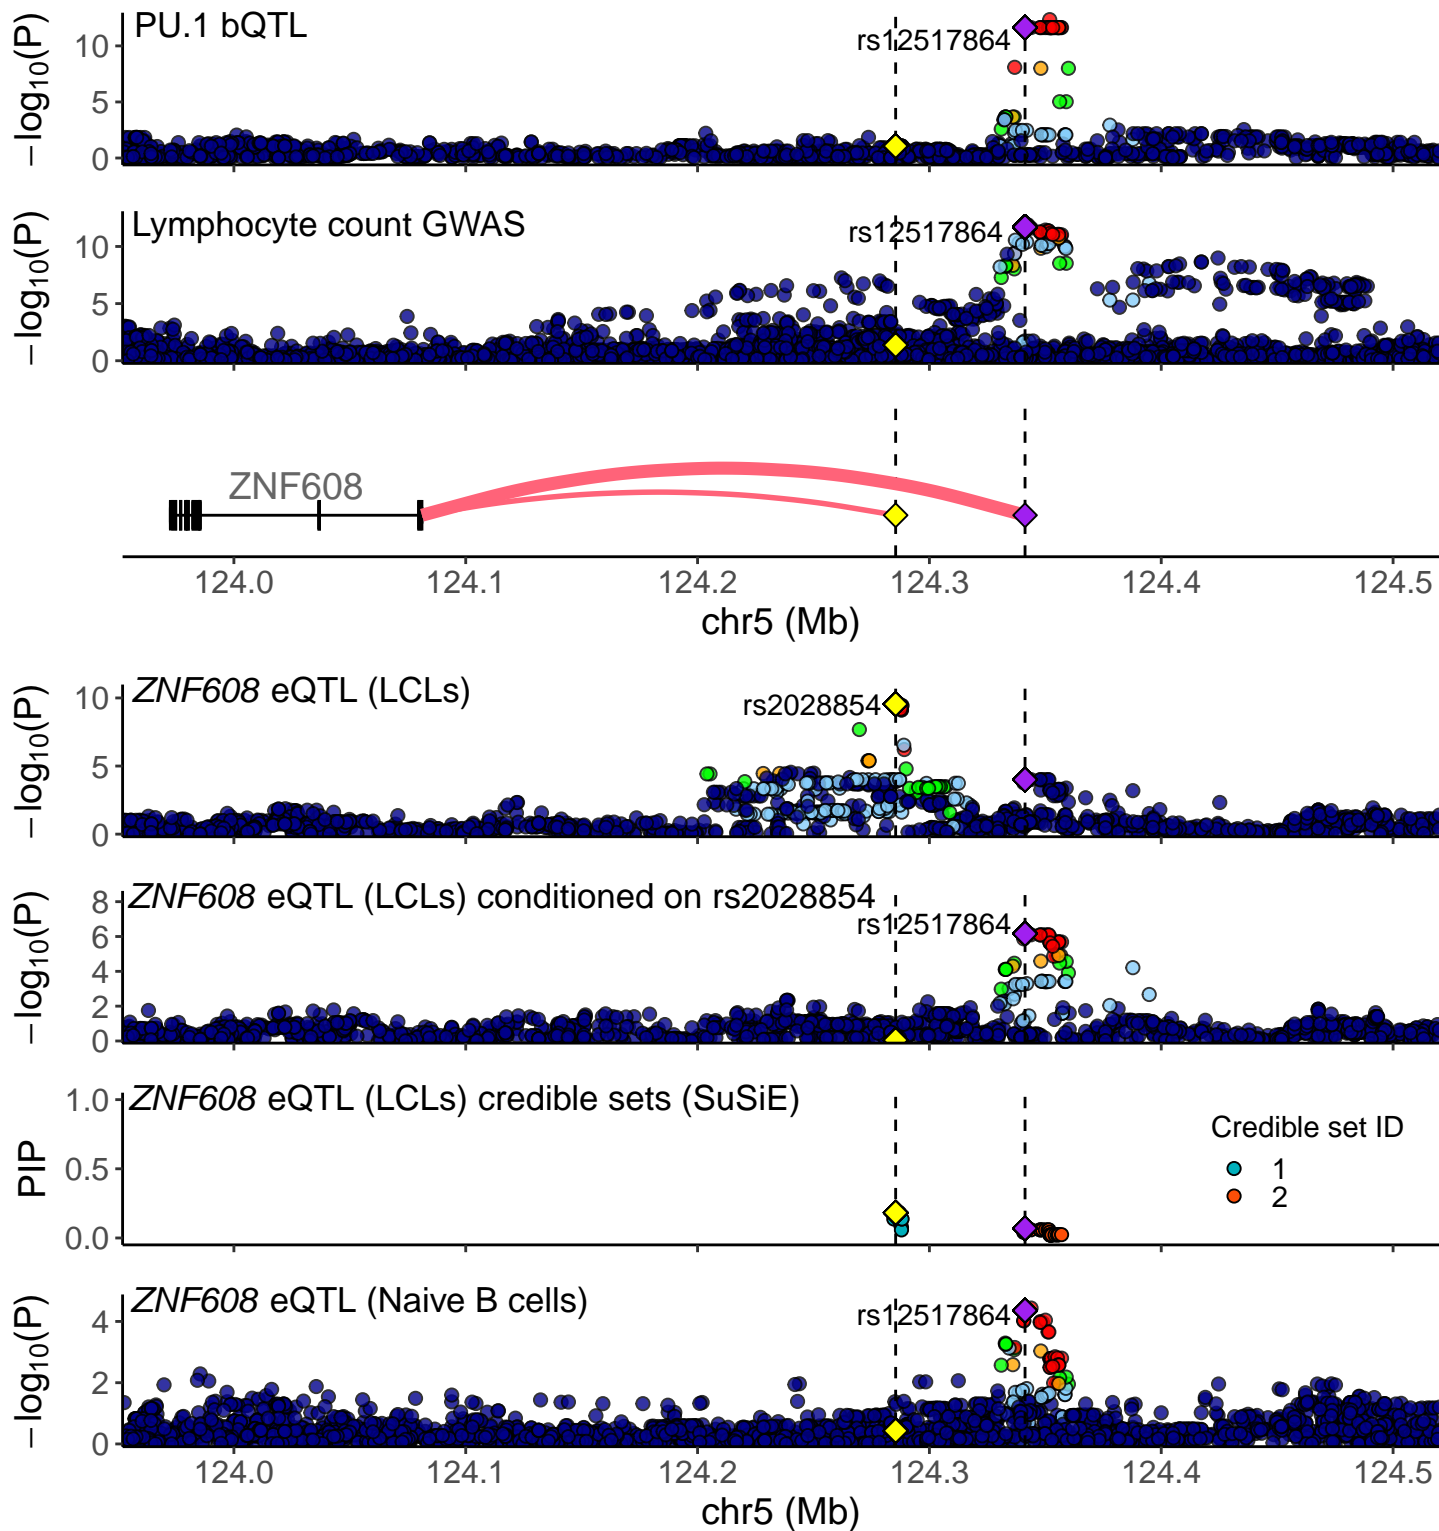 PU.1 bQTL
rs12517864
−log10(P)
10
5
0
Lymphocyte count GWAS
rs12517864
−log10(P)
10
5
0
ZNF608
124.0 124.1 124.2 124.3 124.4 124.5
chr5 (Mb)
ZNF608 eQTL (LCLs)
rs2028854
−log10(P)
10
5
0
ZNF608 eQTL (LCLs) conditioned on rs2028854
rs12517864
−log10(P)
8
6
4
2
0
ZNF608 eQTL (LCLs) credible sets (SuSiE)
PIP
1.0
0.5
0.0
Credible set ID
1
2
ZNF608 eQTL (Naive B cells)
rs12517864
−log10(P)
4
2
0
124.0 124.1 124.2 124.3 124.4 124.5
chr5 (Mb)